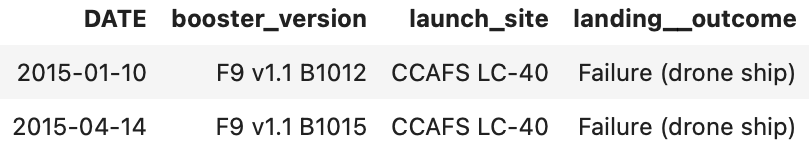 DATE booster_version launch_site landing__outcome
2015-01-10 F9 v1.1 B1012 CCAFS LC-40 Failure (drone ship)
2015-04-14 F9 v1.1 B1015 CCAFS LC-40 Failure (drone ship)